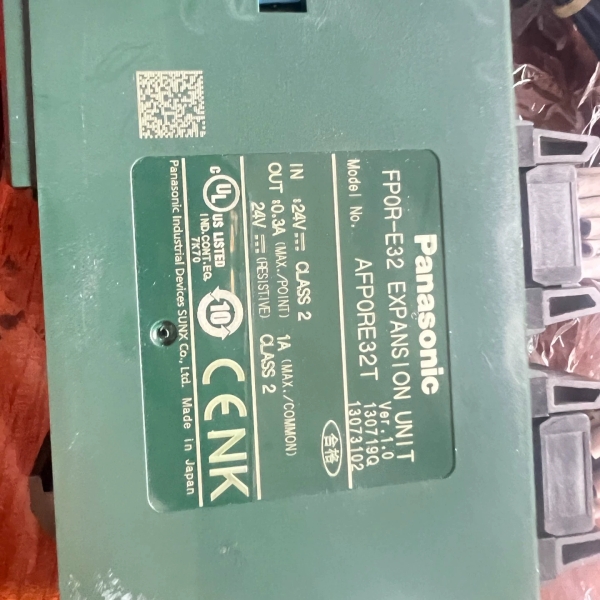 Panasonic
FP0R-E32 EXPANSION UNIT
Ver.1.0
Model No. AFP0RE32T
130719Q
13073102
合格
IN :24V⎓ CLASS 2
OUT :0.3A (MAX./POINT) 1A (MAX./COMMON)
24V⎓(RESISTIVE) CLASS 2
C UL US LISTED
IND.CONT.EQ.
7K70
10
CE NK
Panasonic Industrial Devices SUNX Co., Ltd. Made in Japan